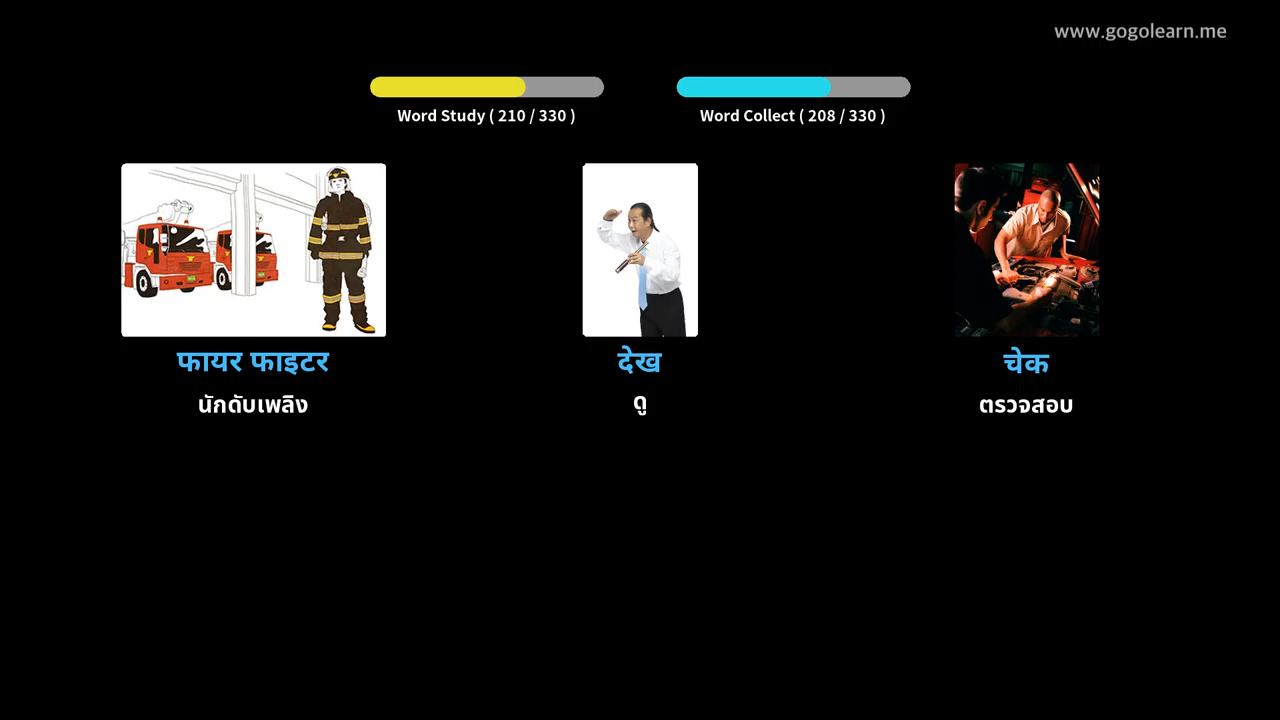 www.gogolearn.me
Word Study ( 210 / 330 )
Word Collect ( 208 / 330 )
फायर फाइटर
देख
चेक
นักดับเพลิง
ดู
ตรวจสอบ